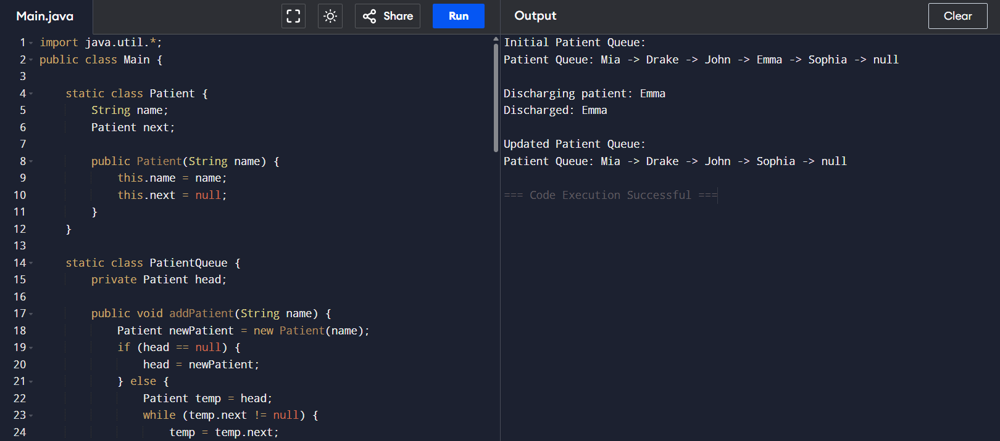 Main.java
Share
Run
Output
Clear
1 import java.util.*;
2 public class Main {
3
4     static class Patient {
5         String name;
6         Patient next;
7
8         public Patient(String name) {
9             this.name = name;
10             this.next = null;
11         }
12     }
13
14     static class PatientQueue {
15         private Patient head;
16
17         public void addPatient(String name) {
18             Patient newPatient = new Patient(name);
19             if (head == null) {
20                 head = newPatient;
21             } else {
22                 Patient temp = head;
23                 while (temp.next != null) {
24                     temp = temp.next;
Initial Patient Queue:
Patient Queue: Mia -> Drake -> John -> Emma -> Sophia -> null
Discharging patient: Emma
Discharged: Emma
Updated Patient Queue:
Patient Queue: Mia -> Drake -> John -> Sophia -> null
=== Code Execution Successful ===